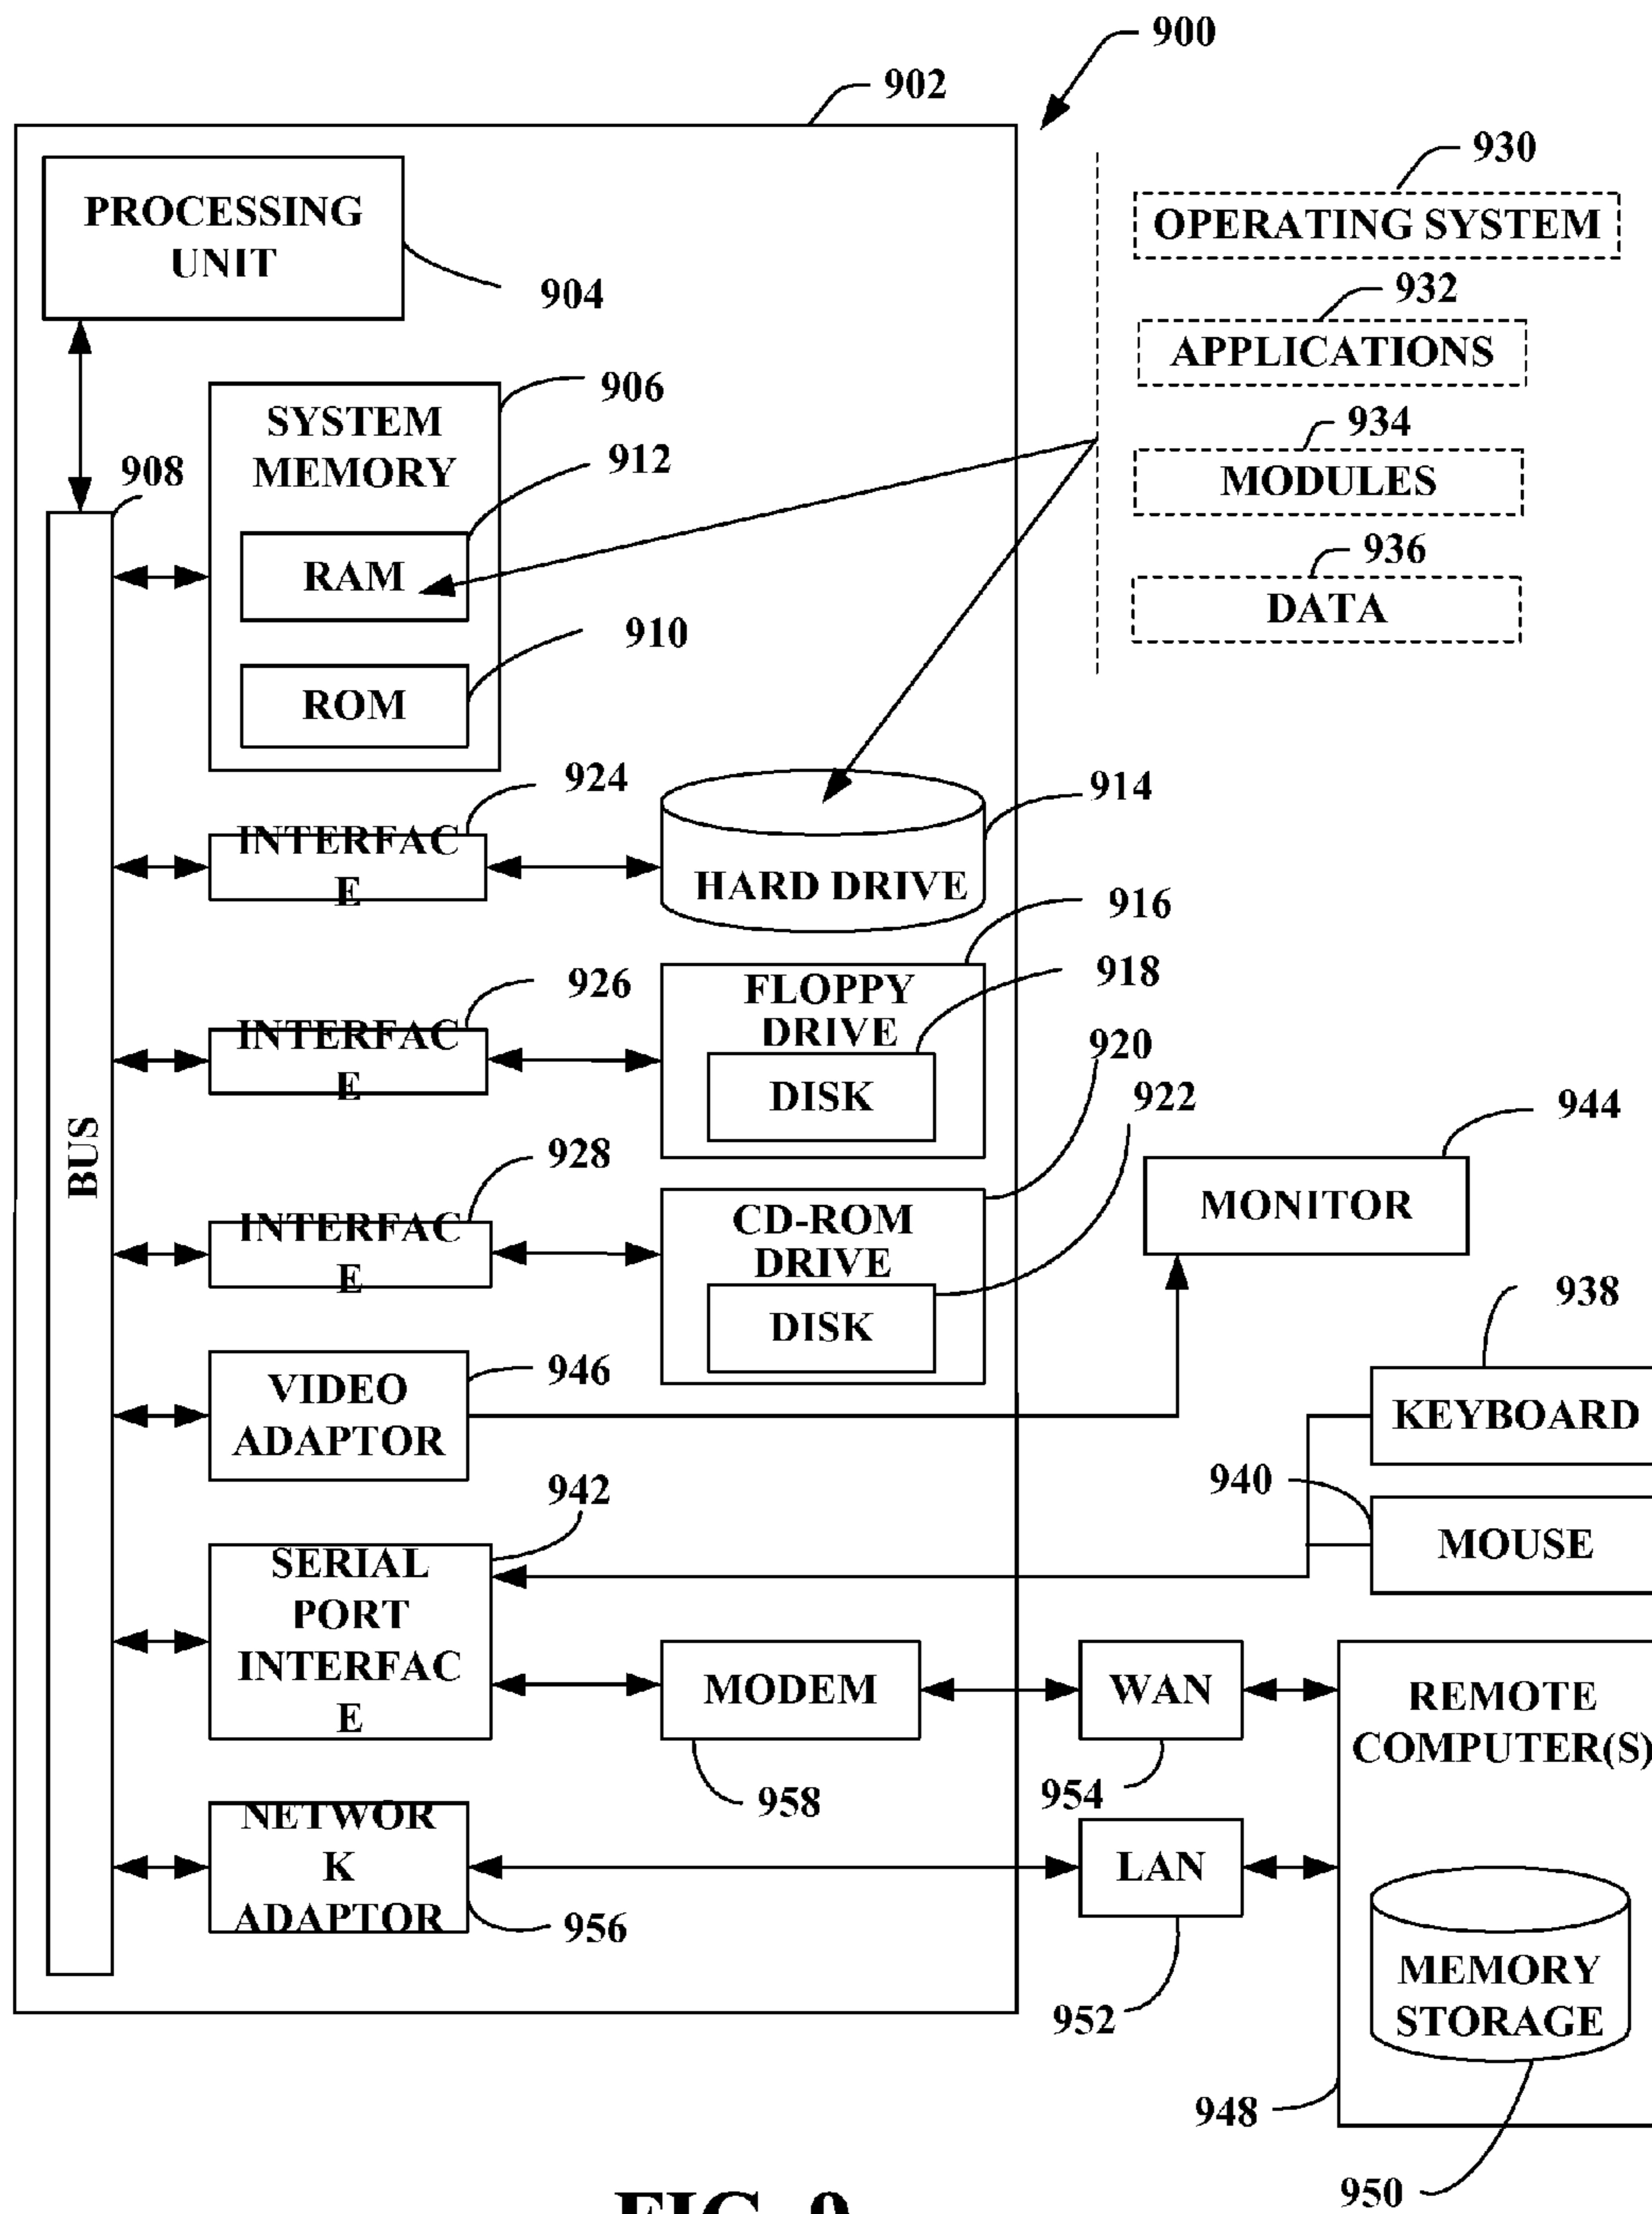 900
902
930
PROCESSING
UNIT
OPERATING SYSTEM
904
932
APPLICATIONS
906
SYSTEM
MEMORY
934
912
908
MODULES
936
RAM
DATA
910
ROM
924
914
INTERFAC
E
HARD DRIVE
916
926
918
FLOPPY
DRIVE
INTERFAC
E
920
DISK
922
944
BUS
928
MONITOR
CD-ROM
DRIVE
INTERFAC
E
938
DISK
946
VIDEO
ADAPTOR
KEYBOARD
940
942
MOUSE
SERIAL
PORT
INTERFAC
E
MODEM
WAN
REMOTE
COMPUTER(S)
958
954
NETWOR
K
ADAPTOR
LAN
956
MEMORY
STORAGE
952
948
950
FIG. 9